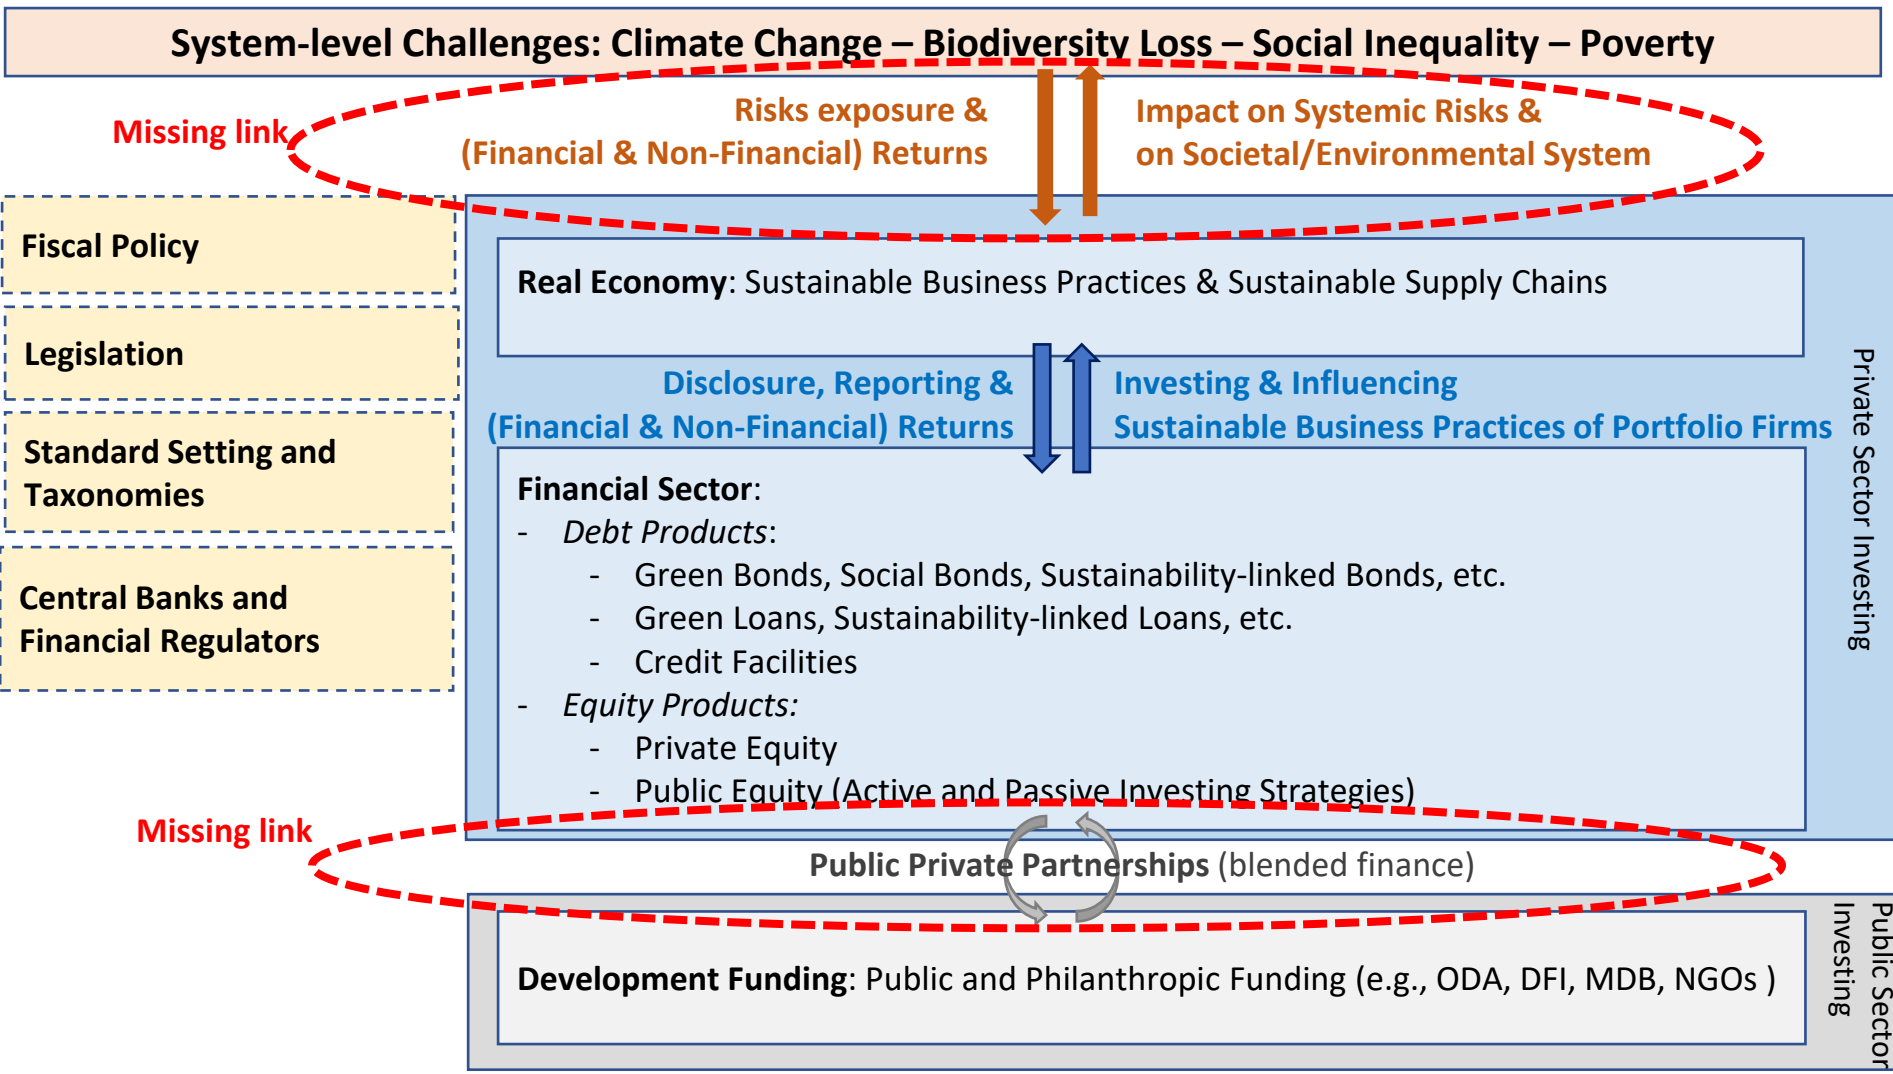 System-level Challenges: Climate Change – Biodiversity Loss – Social Inequality – Poverty
Missing link
Risks exposure &
(Financial & Non-Financial) Returns
Impact on Systemic Risks &
on Societal/Environmental System
Fiscal Policy
Legislation
Standard Setting and
Taxonomies
Central Banks and
Financial Regulators
Real Economy: Sustainable Business Practices & Sustainable Supply Chains
Disclosure, Reporting &
(Financial & Non-Financial) Returns
Investing & Influencing
Sustainable Business Practices of Portfolio Firms
Private Sector Investing
Financial Sector:
- Debt Products:
- Green Bonds, Social Bonds, Sustainability-linked Bonds, etc.
- Green Loans, Sustainability-linked Loans, etc.
- Credit Facilities
- Equity Products:
- Private Equity
- Public Equity (Active and Passive Investing Strategies)
Missing link
Public Private Partnerships (blended finance)
Development Funding: Public and Philanthropic Funding (e.g., ODA, DFI, MDB, NGOs )
Public Sector
Investing